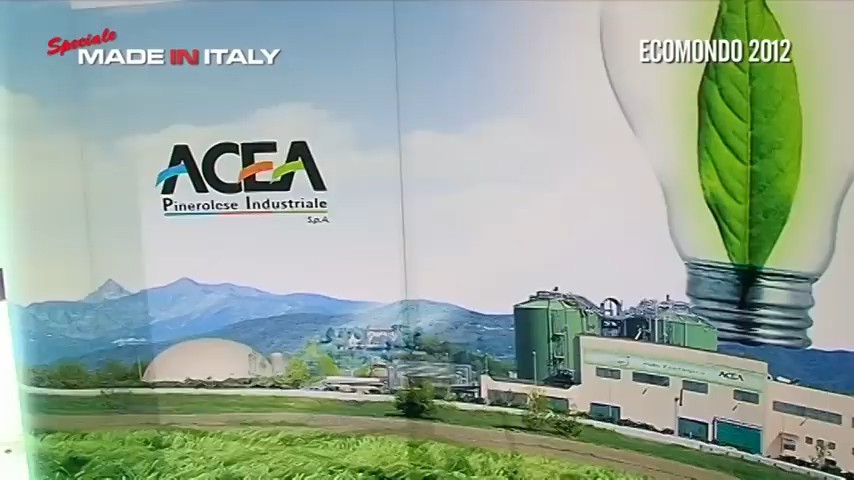 Speciale
MADE IN ITALY
ECOMONDO 2012
ACEA
Pinerolese Industriale
S.p.A.
ACEA